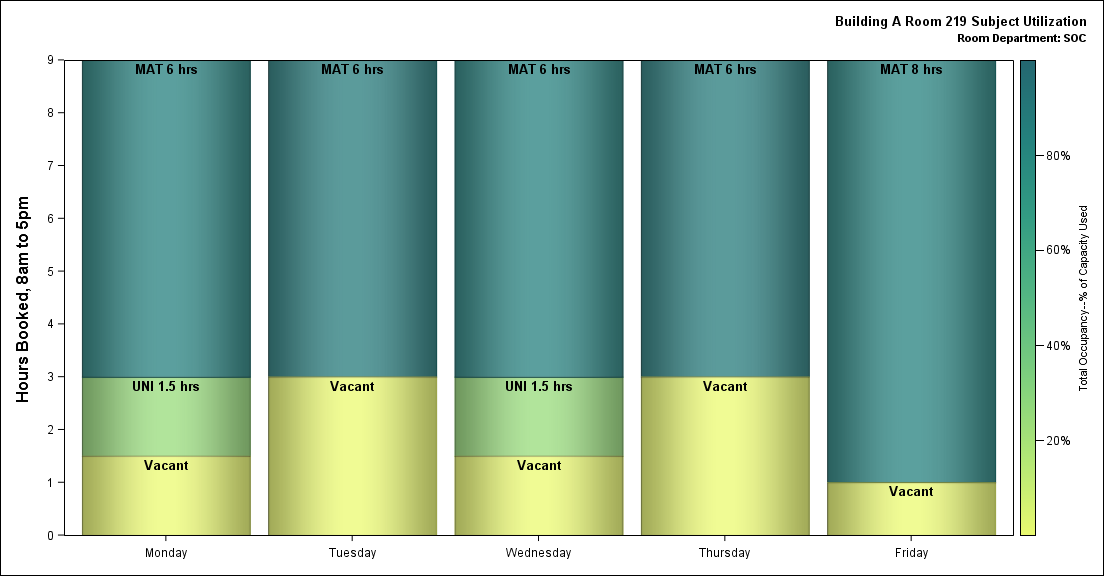 Building A Room 219 Subject Utilization
Room Department: SOC
Hours Booked, 8am to 5pm
9
8
7
6
5
4
3
2
1
0
MAT 6 hrs
UNI 1.5 hrs
Vacant
MAT 6 hrs
Vacant
MAT 6 hrs
UNI 1.5 hrs
Vacant
MAT 6 hrs
Vacant
MAT 8 hrs
Vacant
Monday
Tuesday
Wednesday
Thursday
Friday
80%
60%
40%
20%
Total Occupancy--% of Capacity Used